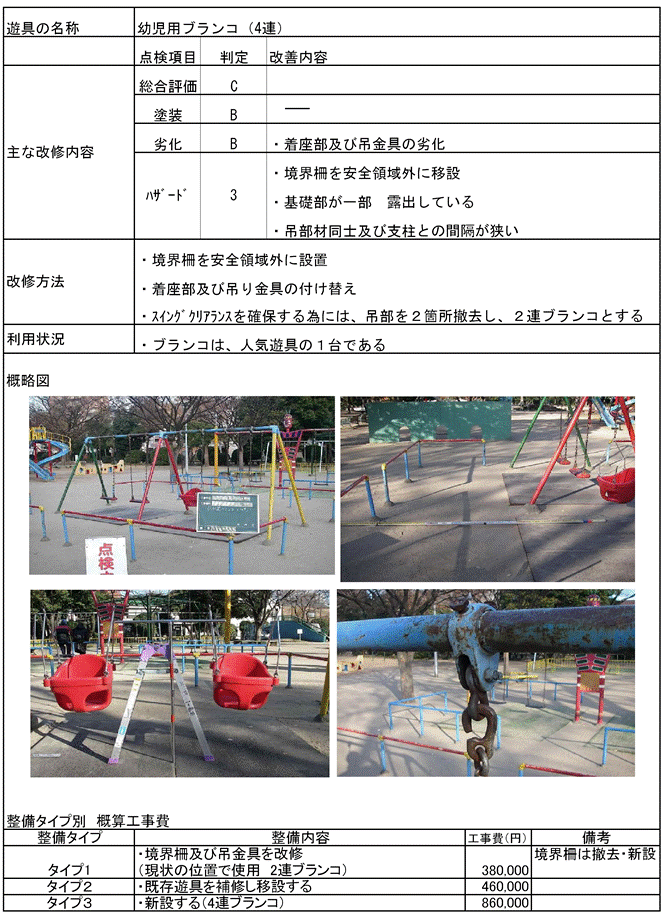 遊具の名称 幼児用ブランコ (4連)
点検項目 判定 改善内容
総合評価 C
塗装 B ──
主な改修内容 劣化 B ・着座部及び吊金具の劣化
ﾊｻﾞｰﾄﾞ 3 ・境界柵を安全領域外に移設
・基礎部が一部 露出している
・吊部材同士及び支柱との間隔が狭い
改修方法 ・境界柵を安全領域外に設置
・着座部及び吊り金具の付け替え
・ｽｲﾝｸﾞｸﾘｱﾗﾝｽを確保する為には、吊部を２箇所撤去し、２連ブランコとする
利用状況 ・ブランコは、人気遊具の１台である
概略図
点検
整備タイプ別 概算工事費
整備タイプ 整備内容 工事費(円) 備考
タイプ1 ・境界柵及び吊金具を改修 境界柵は撤去・新設
(現状の位置で使用 2連ブランコ) 380,000
タイプ２ ・既存遊具を補修し移設する 460,000
タイプ３ ・新設する(4連ブランコ) 860,000